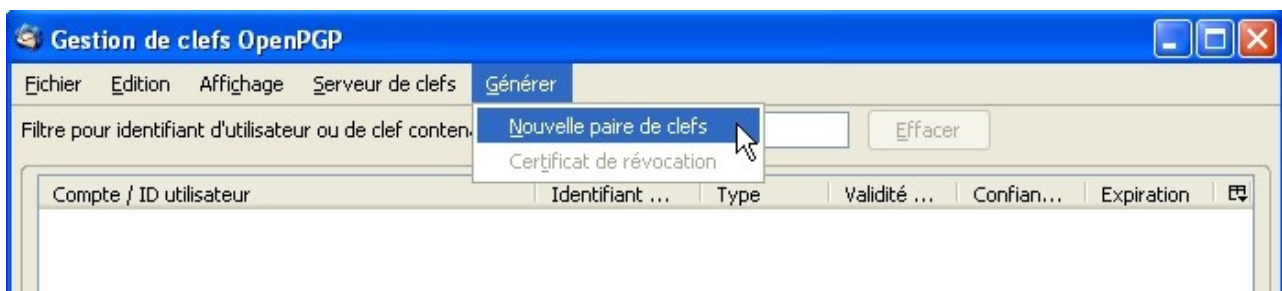 Gestion de clefs OpenPGP
Fichier Edition Affichage Serveur de clefs Générer
Filtre pour identifiant d'utilisateur ou de clef conten Nouvelle paire de clefs Effacer
Certificat de révocation
Compte / ID utilisateur Identifiant ... Type Validité ... Confian... Expiration